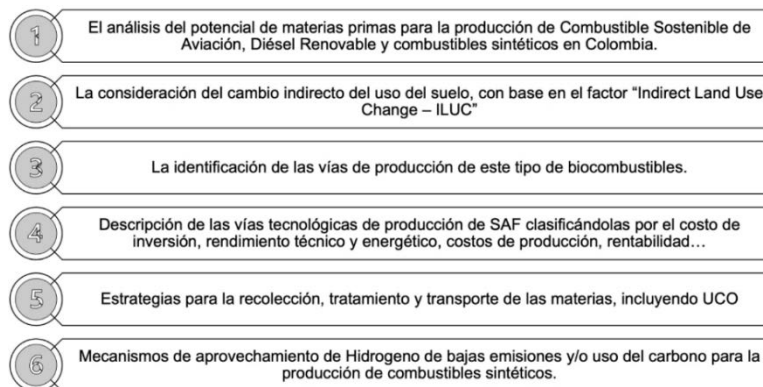 1
El análisis del potencial de materias primas para la producción de Combustible Sostenible de
Aviación, Diésel Renovable y combustibles sintéticos en Colombia.
2
La consideración del cambio indirecto del uso del suelo, con base en el factor “Indirect Land Use
Change – ILUC”
3
La identificación de las vías de producción de este tipo de biocombustibles.
4
Descripción de las vías tecnológicas de producción de SAF clasificándolas por el costo de
inversión, rendimiento técnico y energético, costos de producción, rentabilidad…
5
Estrategias para la recolección, tratamiento y transporte de las materias, incluyendo UCO
6
Mecanismos de aprovechamiento de Hidrogeno de bajas emisiones y/o uso del carbono para la
producción de combustibles sintéticos.